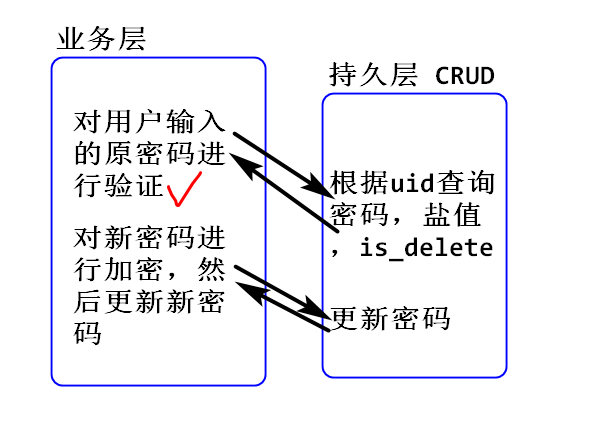 业务层
对用户输入
的原密码进
行验证
对新密码进
行加密，然
后更新新密
码
持久层 CRUD
根据uid查询
密码，盐值
，is_delete
更新密码